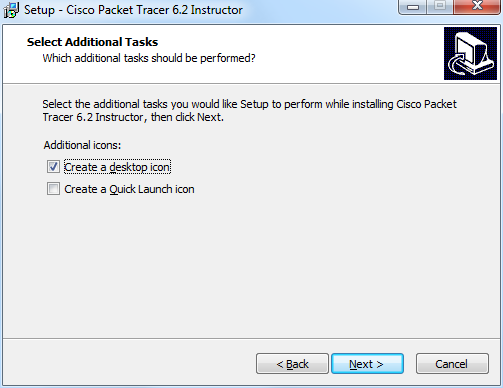 Setup - Cisco Packet Tracer 6.2 Instructor
Select Additional Tasks
Which additional tasks should be performed?
Select the additional tasks you would like Setup to perform while installing Cisco Packet
Tracer 6.2 Instructor, then click Next.
Additional icons:
Create a desktop icon
Create a Quick Launch icon
< Back
Next >
Cancel